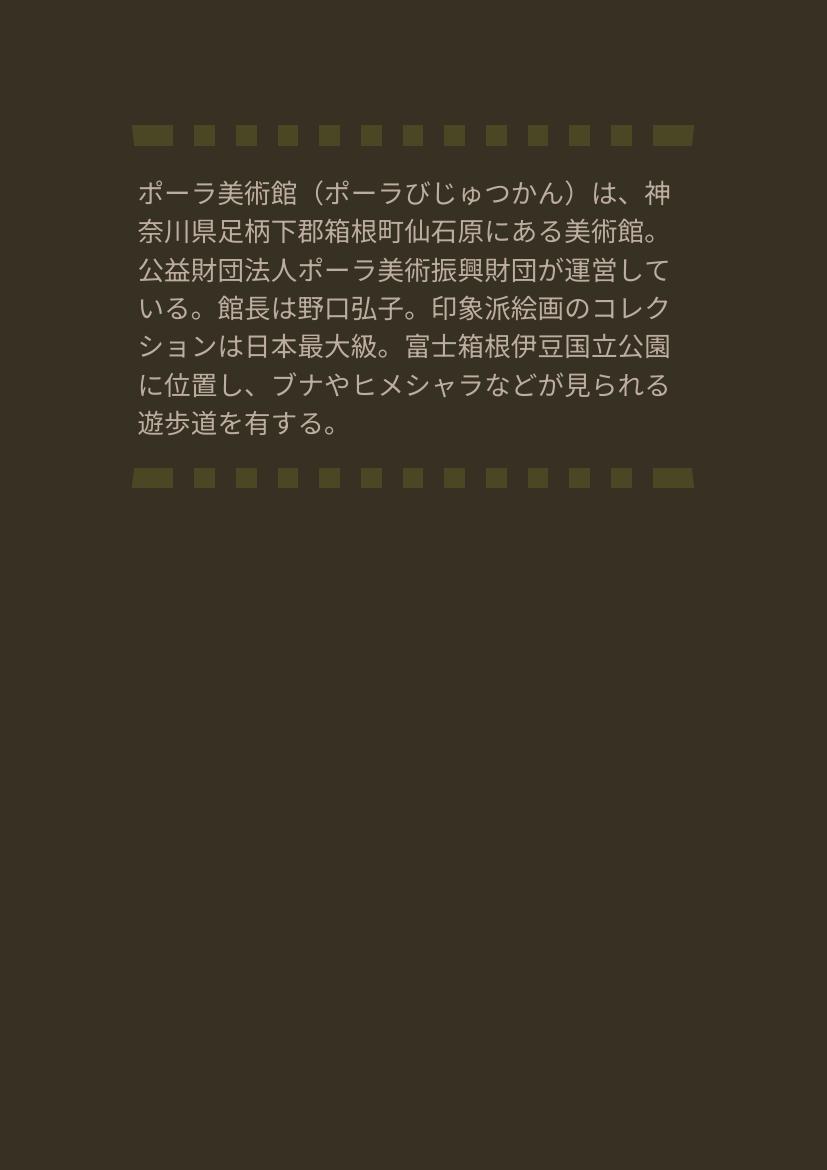 ポーラ美術館（ポーラびじゅつかん）は、神
奈川県足柄下郡箱根町仙石原にある美術館。
公益財団法人ポーラ美術振興財団が運営して
いる。館長は野口弘子。印象派絵画のコレク
ションは日本最大級。富士箱根伊豆国立公園
に位置し、ブナやヒメシャラなどが見られる
遊歩道を有する。